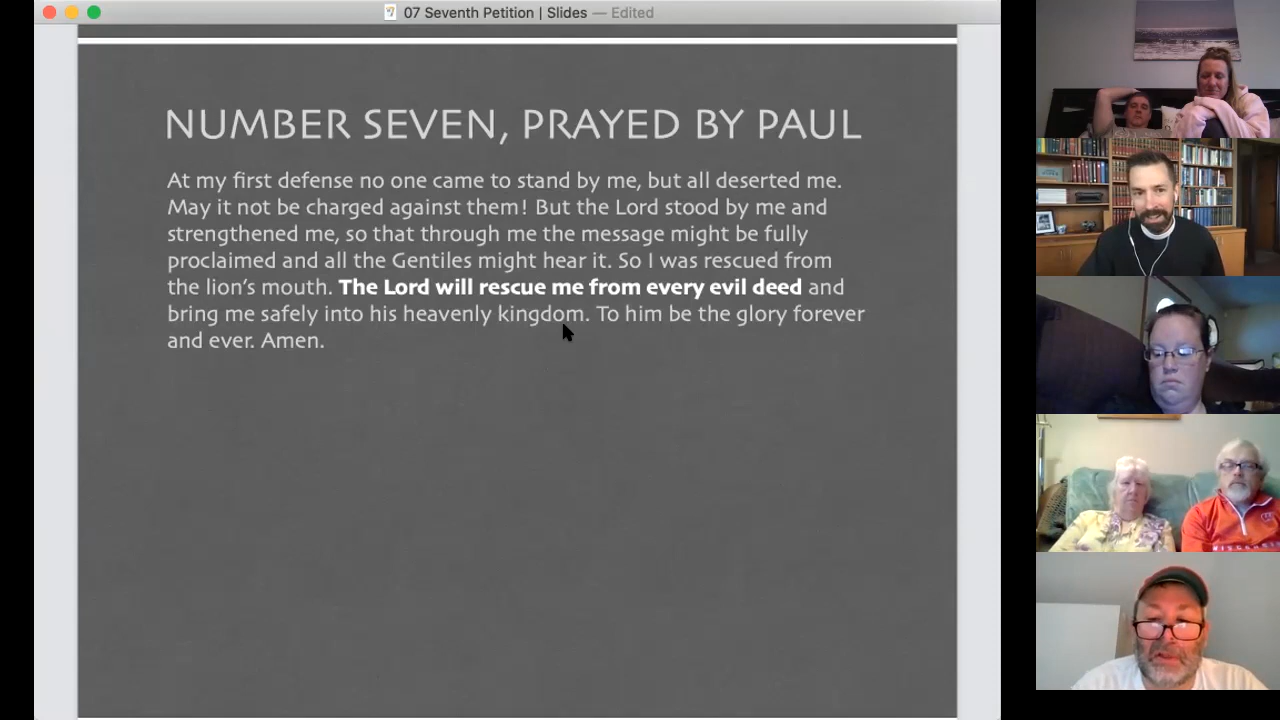 07 Seventh Petition | Slides — Edited
NUMBER SEVEN, PRAYED BY PAUL
At my first defense no one came to stand by me, but all deserted me.
May it not be charged against them! But the Lord stood by me and
strengthened me, so that through me the message might be fully
proclaimed and all the Gentiles might hear it. So I was rescued from
the lion’s mouth. The Lord will rescue me from every evil deed and
bring me safely into his heavenly kingdom. To him be the glory forever
and ever. Amen.